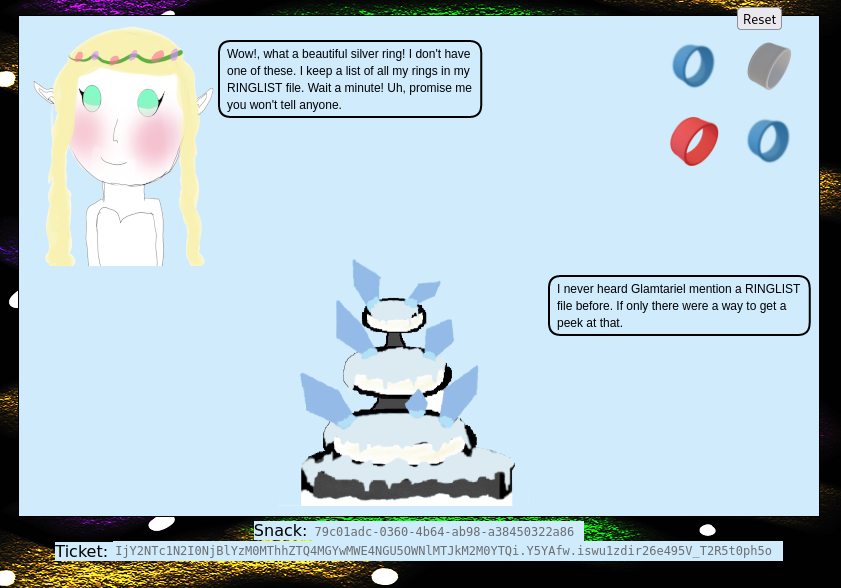 Reset
Wow!, what a beautiful silver ring! I don't have
one of these. I keep a list of all my rings in my
RINGLIST file. Wait a minute! Uh, promise me
you won't tell anyone.
I never heard Glamtariel mention a RINGLIST
file before. If only there were a way to get a
peek at that.
Snack: 79c01adc-0360-4b64-ab98-a38450322a86
Ticket: IjY2NTc1N2I0NjBlYzM0MThhZTQ4MGYwMWE4NGU5OWNlMTJkM2M0YTQi.Y5YAfw.iswu1zdir26e495V_T2R5t0ph5o